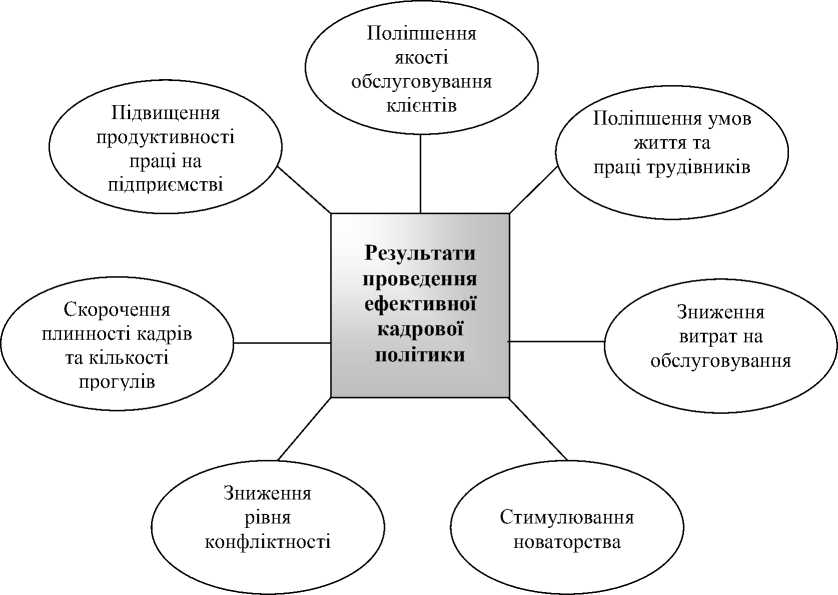 Поліпшення
якості
обслуговування
клієнтів
Підвищення
продуктивності
праці на
підприємстві
Поліпшення умов
життя та
праці трудівників
Результати
проведення
ефективної
кадрової
політики
Скорочення
плинності кадрів
та кількості
прогулів
Зниження
витрат на
обслуговування
Зниження
рівня
конфліктності
Стимулювання
новаторства